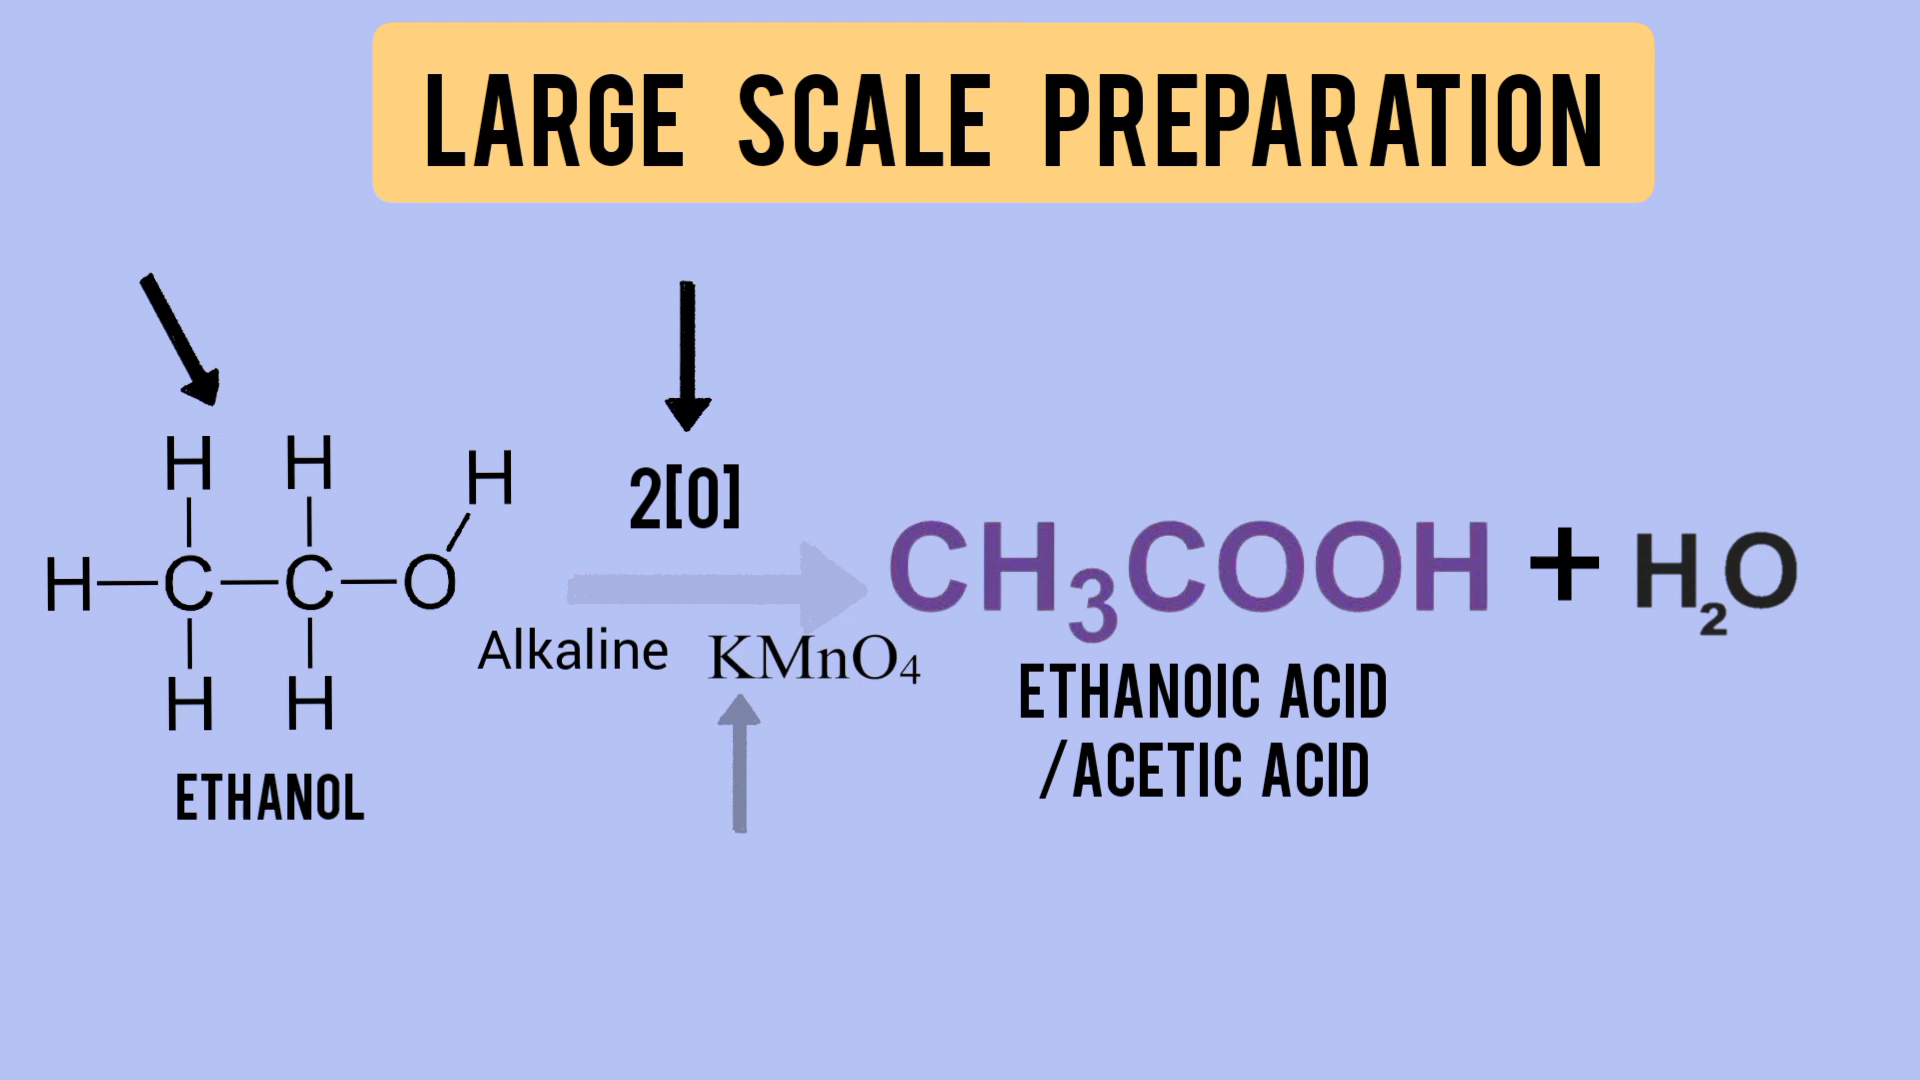 LARGE SCALE PREPARATION
H H H
H C C O
H H
ETHANOL
2[O]
Alkaline KMnO4
CH3COOH + H2O
ETHANOIC ACID
/ACETIC ACID